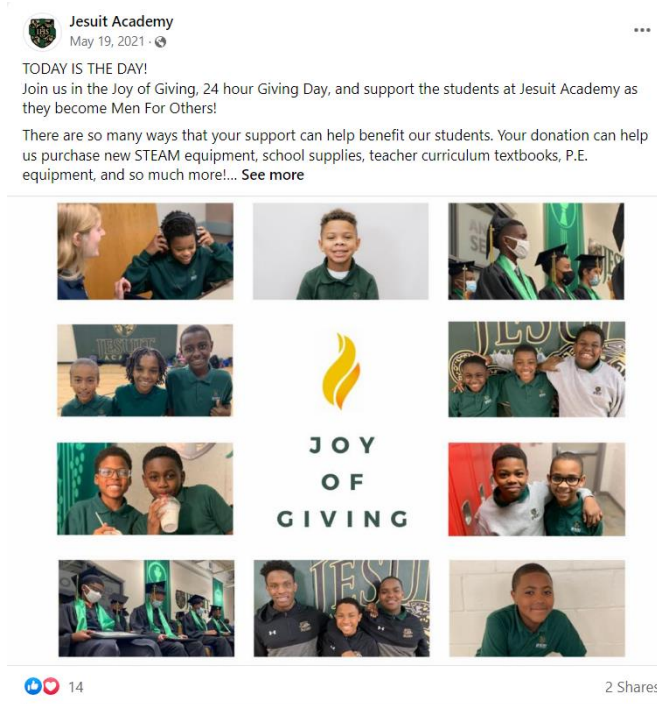 Jesuit Academy
May 19, 2021 ·
TODAY IS THE DAY!
Join us in the Joy of Giving, 24 hour Giving Day, and support the students at Jesuit Academy as
they become Men For Others!
There are so many ways that your support can help benefit our students. Your donation can help
us purchase new STEAM equipment, school supplies, teacher curriculum textbooks, P.E.
equipment, and so much more!... See more
JESUIT
ACADEMY
JOY
OF
GIVING
14
2 Shares